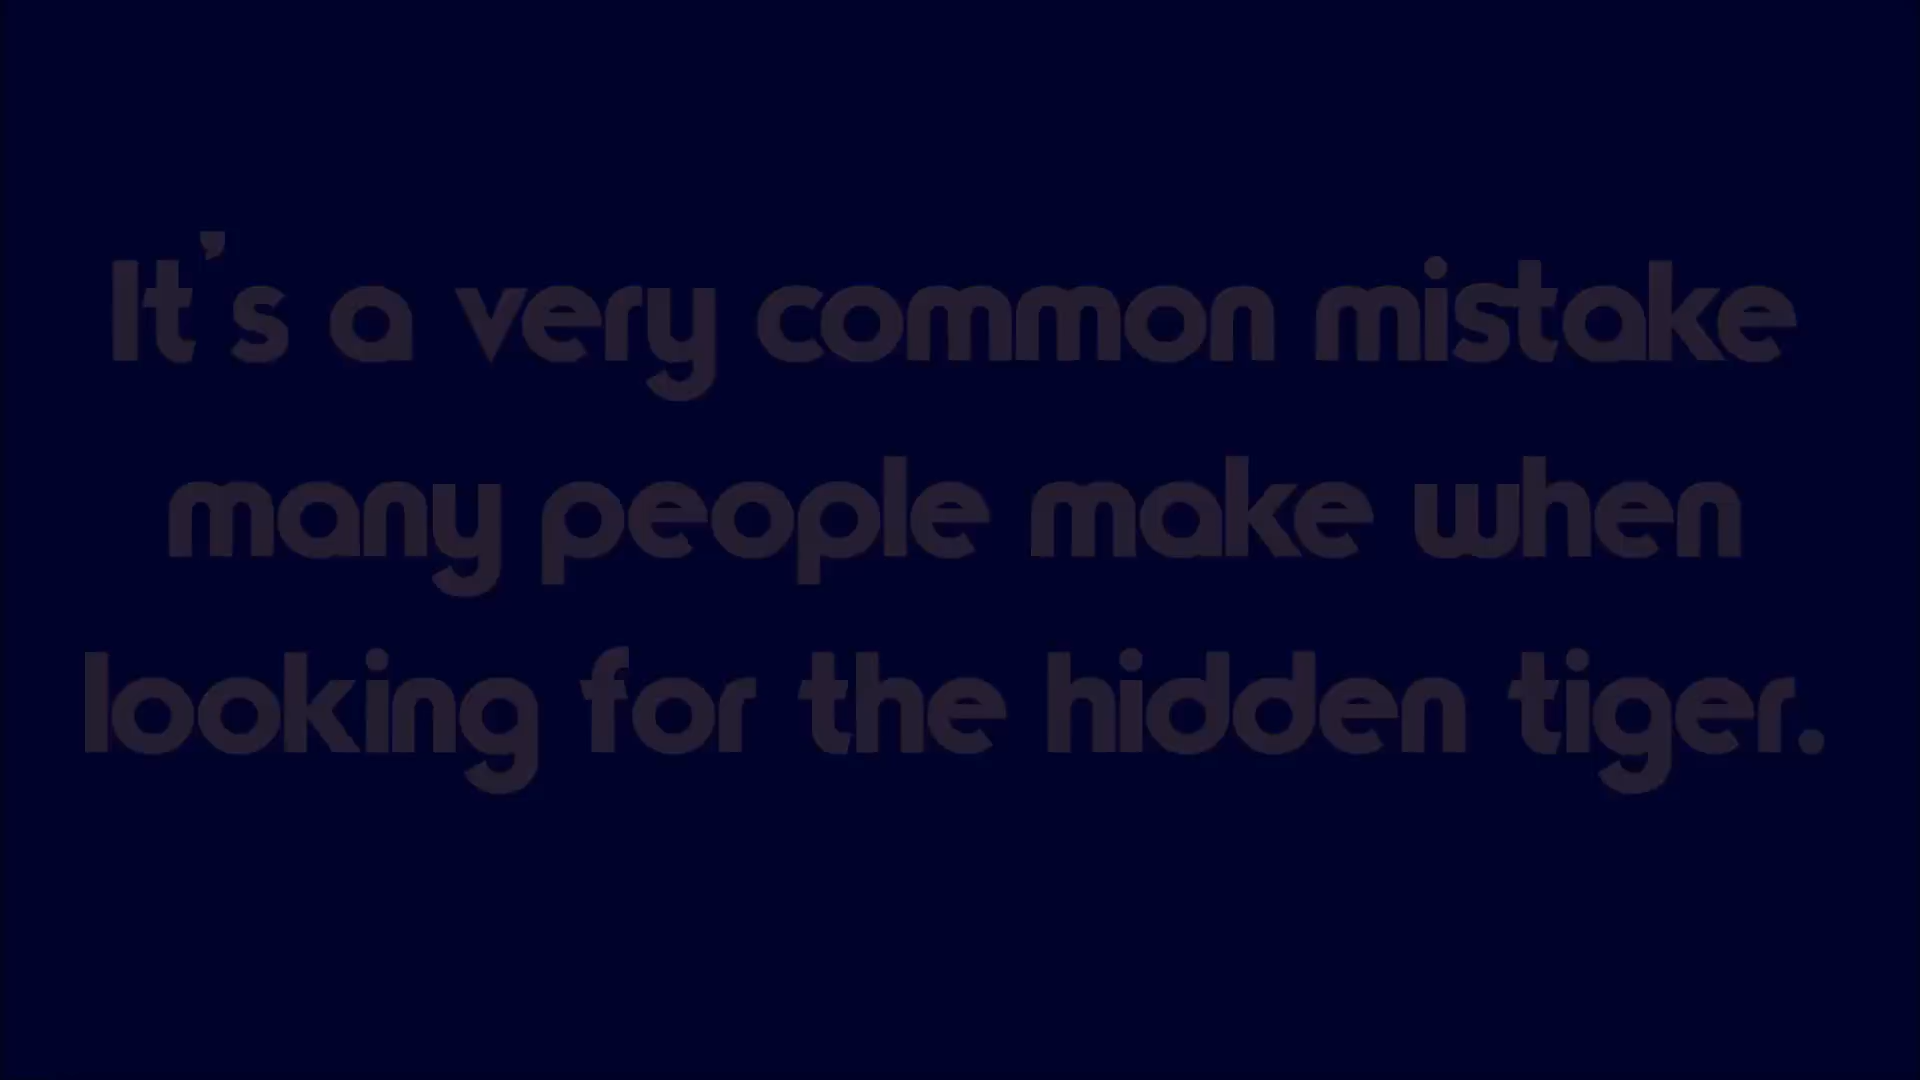 It's a very common mistake
many people make when
looking for the hidden tiger.